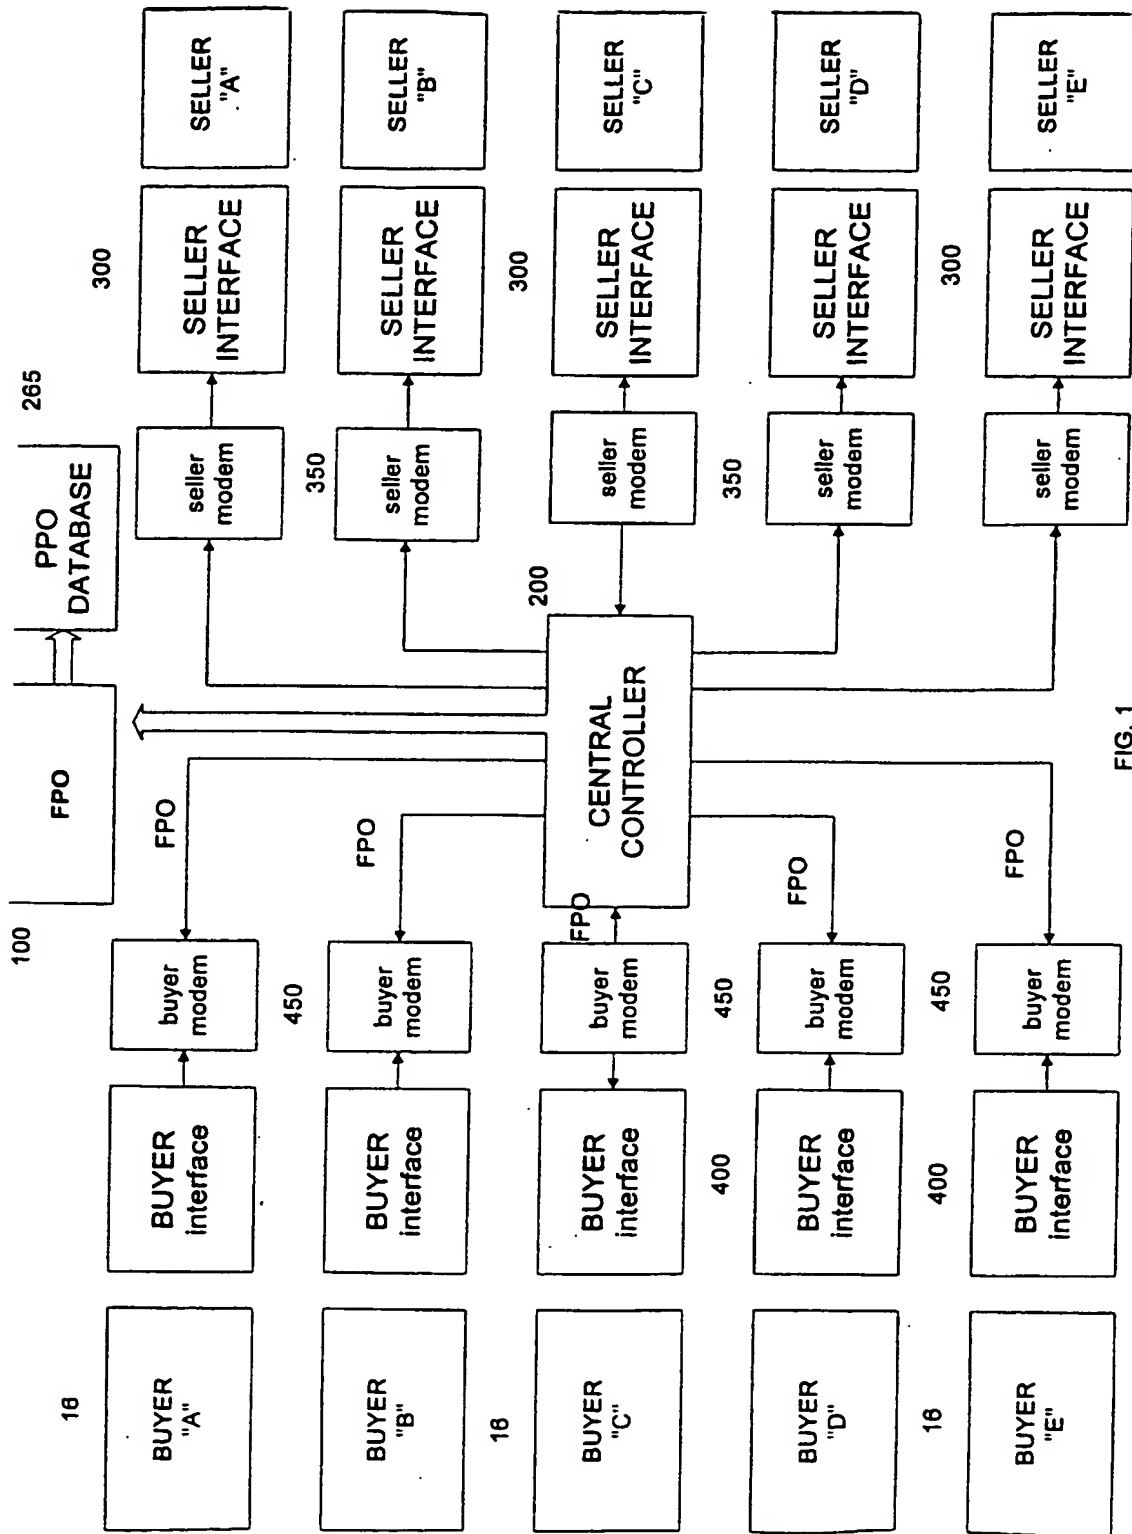 100
FPO
PPO
DATABASE
265
16
300
BUYER
"A"
BUYER
interface
buyer
modem
FPO
seller
modem
SELLER
INTERFACE
SELLER
"A"
450
350
BUYER
"B"
BUYER
interface
buyer
modem
FPO
seller
modem
SELLER
INTERFACE
SELLER
"B"
16
200
300
BUYER
"C"
BUYER
interface
buyer
modem
FPO
CENTRAL
CONTROLLER
seller
modem
SELLER
INTERFACE
SELLER
"C"
400
450
350
BUYER
"D"
BUYER
interface
buyer
modem
FPO
seller
modem
SELLER
INTERFACE
SELLER
"D"
16
400
450
300
BUYER
"E"
BUYER
interface
buyer
modem
FPO
seller
modem
SELLER
INTERFACE
SELLER
"E"
FIG. 1